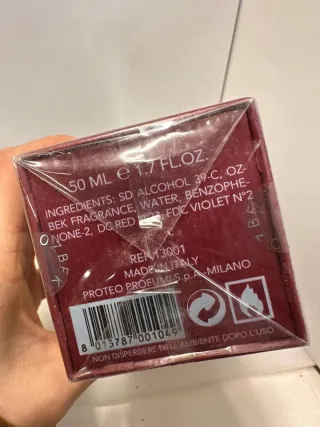 50 ML ℮ 1.7 FL.OZ.
INGREDIENTS: SD ALCOHOL 39-C, OZ-
BEK FRAGRANCE, WATER, BENZOPHE-
NONE-2, DC RED FDC VIOLET N°2
REF. 13001
MADE IN ITALY
PROTEO PROFUMI S.p.A.-MILANO
8 013787 001049
NON DISPERDERE NELL'AMBIENTE DOPO L'USO
OZBEK
OZBEK